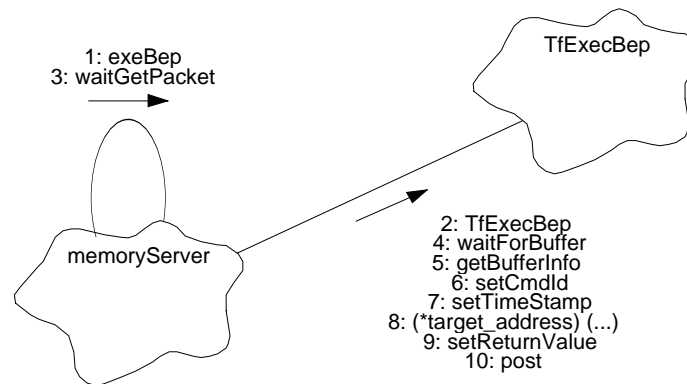 TfExecBep
1: exeBep
3: waitGetPacket
memoryServer
2: TfExecBep
4: waitForBuffer
5: getBufferInfo
6: setCmdId
7: setTimeStamp
8: (*target_address) (...)
9: setReturnValue
10: post